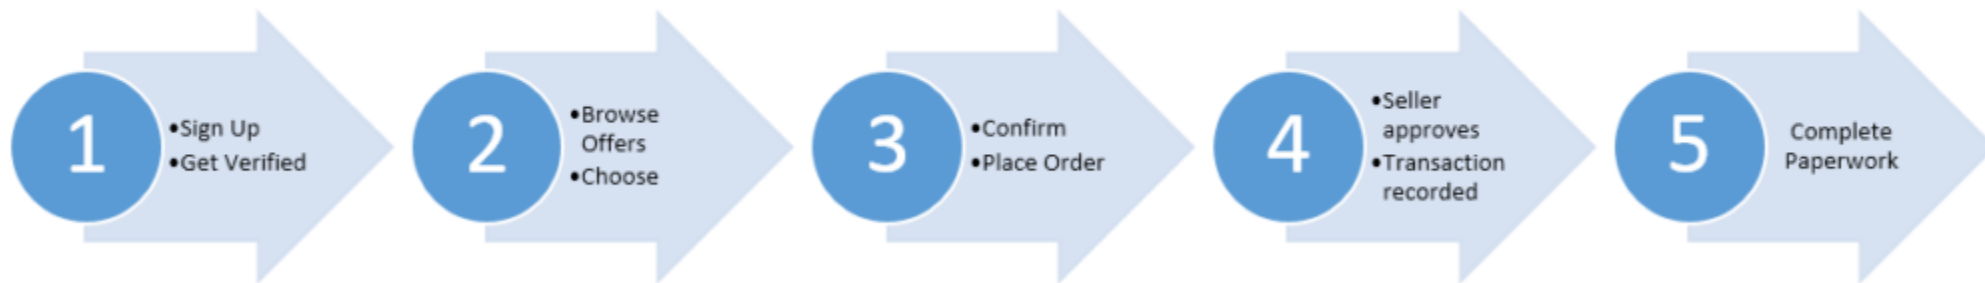 1
•Sign Up
•Get Verified
2
•Browse
Offers
•Choose
3
•Confirm
•Place Order
4
•Seller
approves
•Transaction
recorded
5
Complete
Paperwork